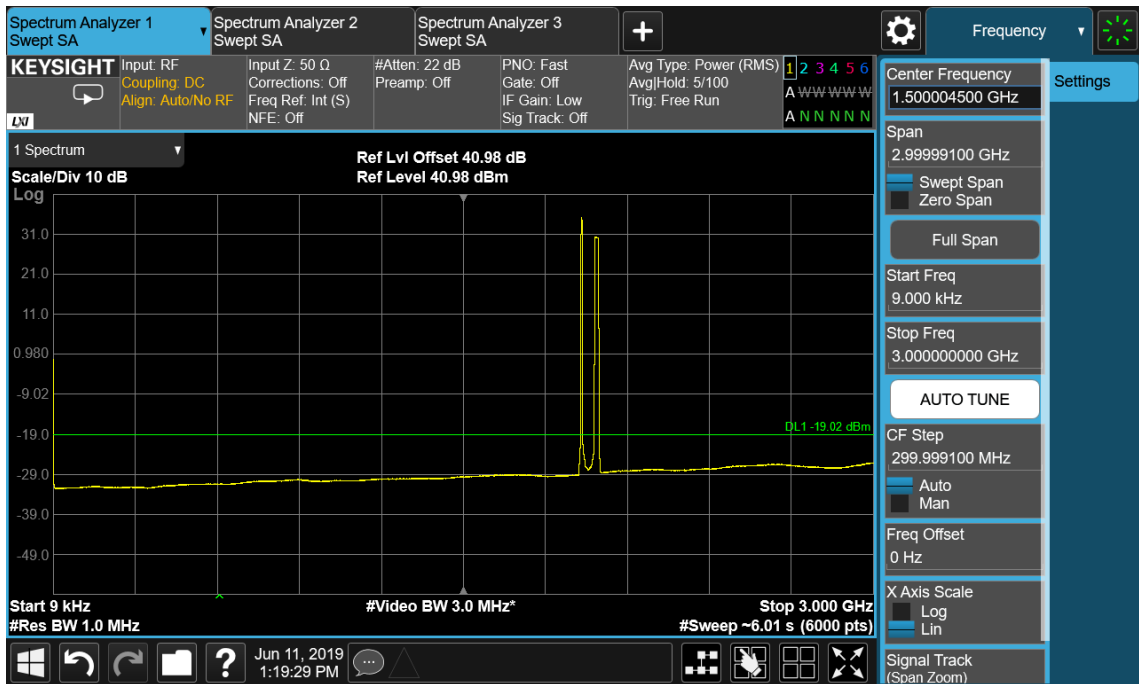 Spectrum Analyzer 1
Swept SA
Spectrum Analyzer 2
Swept SA
Spectrum Analyzer 3
Swept SA
Frequency
KEYSIGHT
LXI
Input: RF
Coupling: DC
Align: Auto/No RF
Input Z: 50 Ω
Corrections: Off
Freq Ref: Int (S)
NFE: Off
#Atten: 22 dB
Preamp: Off
PNO: Fast
Gate: Off
IF Gain: Low
Sig Track: Off
Avg Type: Power (RMS)
Avg|Hold: 5/100
Trig: Free Run
1 2 3 4 5 6
A W W W W W
A N N N N N
1 Spectrum
Scale/Div 10 dB
Ref Lvl Offset 40.98 dB
Ref Level 40.98 dBm
Log
31.0
21.0
11.0
0.980
-9.02
-19.0
-29.0
-39.0
-49.0
DL1 -19.02 dBm
Start 9 kHz
#Res BW 1.0 MHz
#Video BW 3.0 MHz*
Stop 3.000 GHz
#Sweep ~6.01 s (6000 pts)
Center Frequency
1.500004500 GHz
Span
2.99999100 GHz
Swept Span
Zero Span
Full Span
Start Freq
9.000 kHz
Stop Freq
3.000000000 GHz
AUTO TUNE
CF Step
299.999100 MHz
Auto
Man
Freq Offset
0 Hz
X Axis Scale
Log
Lin
Signal Track
(Span Zoom)
Settings
?
Jun 11, 2019
1:19:29 PM